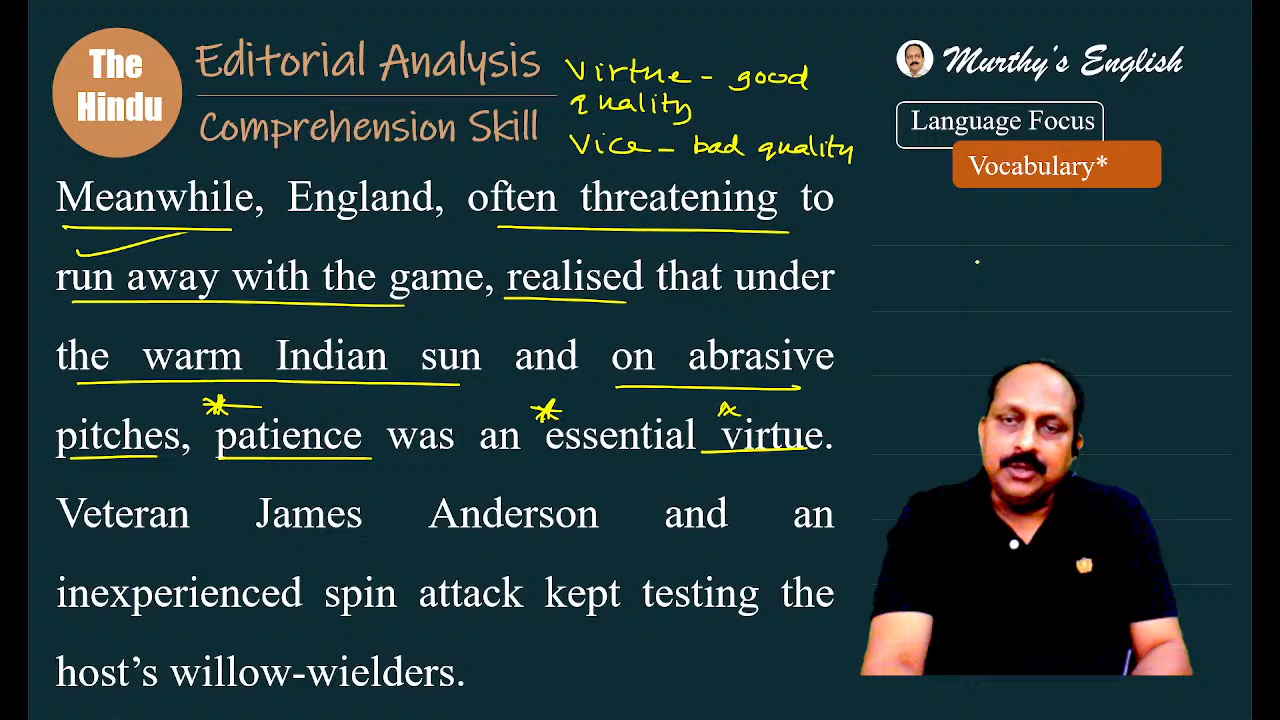 The
Hindu
Editorial Analysis
Comprehension Skill
Virtue - good
quality
Vice - bad quality
Murthy's English
Language Focus
Vocabulary*
Meanwhile, England, often threatening to
run away with the game, realised that under
the warm Indian sun and on abrasive
pitches, patience was an essential virtue.
Veteran James Anderson and an
inexperienced spin attack kept testing the
host's willow-wielders.